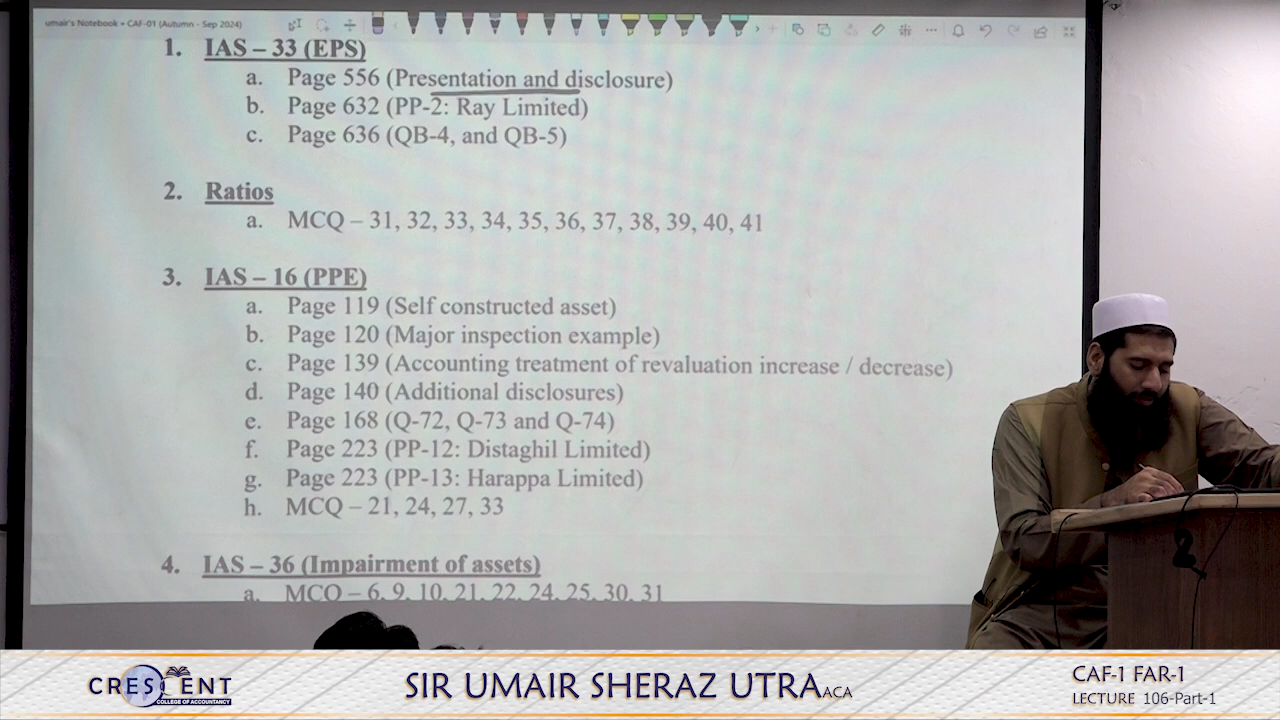 umair's Notebook • CAF-01 (Autumn - Sep 2024)
1. IAS – 33 (EPS)
a. Page 556 (Presentation and disclosure)
b. Page 632 (PP-2: Ray Limited)
c. Page 636 (QB-4, and QB-5)
2. Ratios
a. MCQ – 31, 32, 33, 34, 35, 36, 37, 38, 39, 40, 41
3. IAS – 16 (PPE)
a. Page 119 (Self constructed asset)
b. Page 120 (Major inspection example)
c. Page 139 (Accounting treatment of revaluation increase / decrease)
d. Page 140 (Additional disclosures)
e. Page 168 (Q-72, Q-73 and Q-74)
f. Page 223 (PP-12: Distaghil Limited)
g. Page 223 (PP-13: Harappa Limited)
h. MCQ – 21, 24, 27, 33
4. IAS – 36 (Impairment of assets)
a. MCQ – 6, 9, 10, 21, 22, 24, 25, 30, 31
CRESCENT
COLLEGE OF ACCOUNTANCY
SIR UMAIR SHERAZ UTRA ACA
CAF-1 FAR-1
LECTURE 106-Part-1